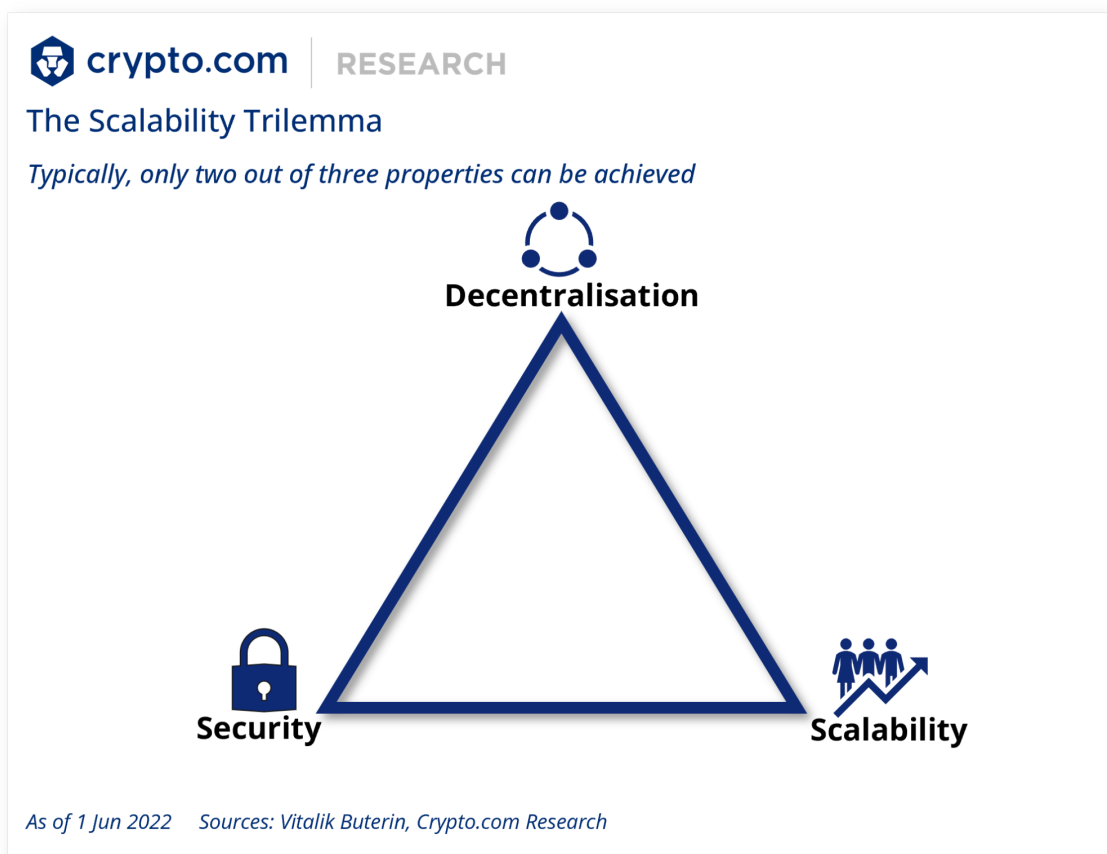 crypto.com | RESEARCH
The Scalability Trilemma
Typically, only two out of three properties can be achieved
Decentralisation
Security
Scalability
As of 1 Jun 2022 Sources: Vitalik Buterin, Crypto.com Research